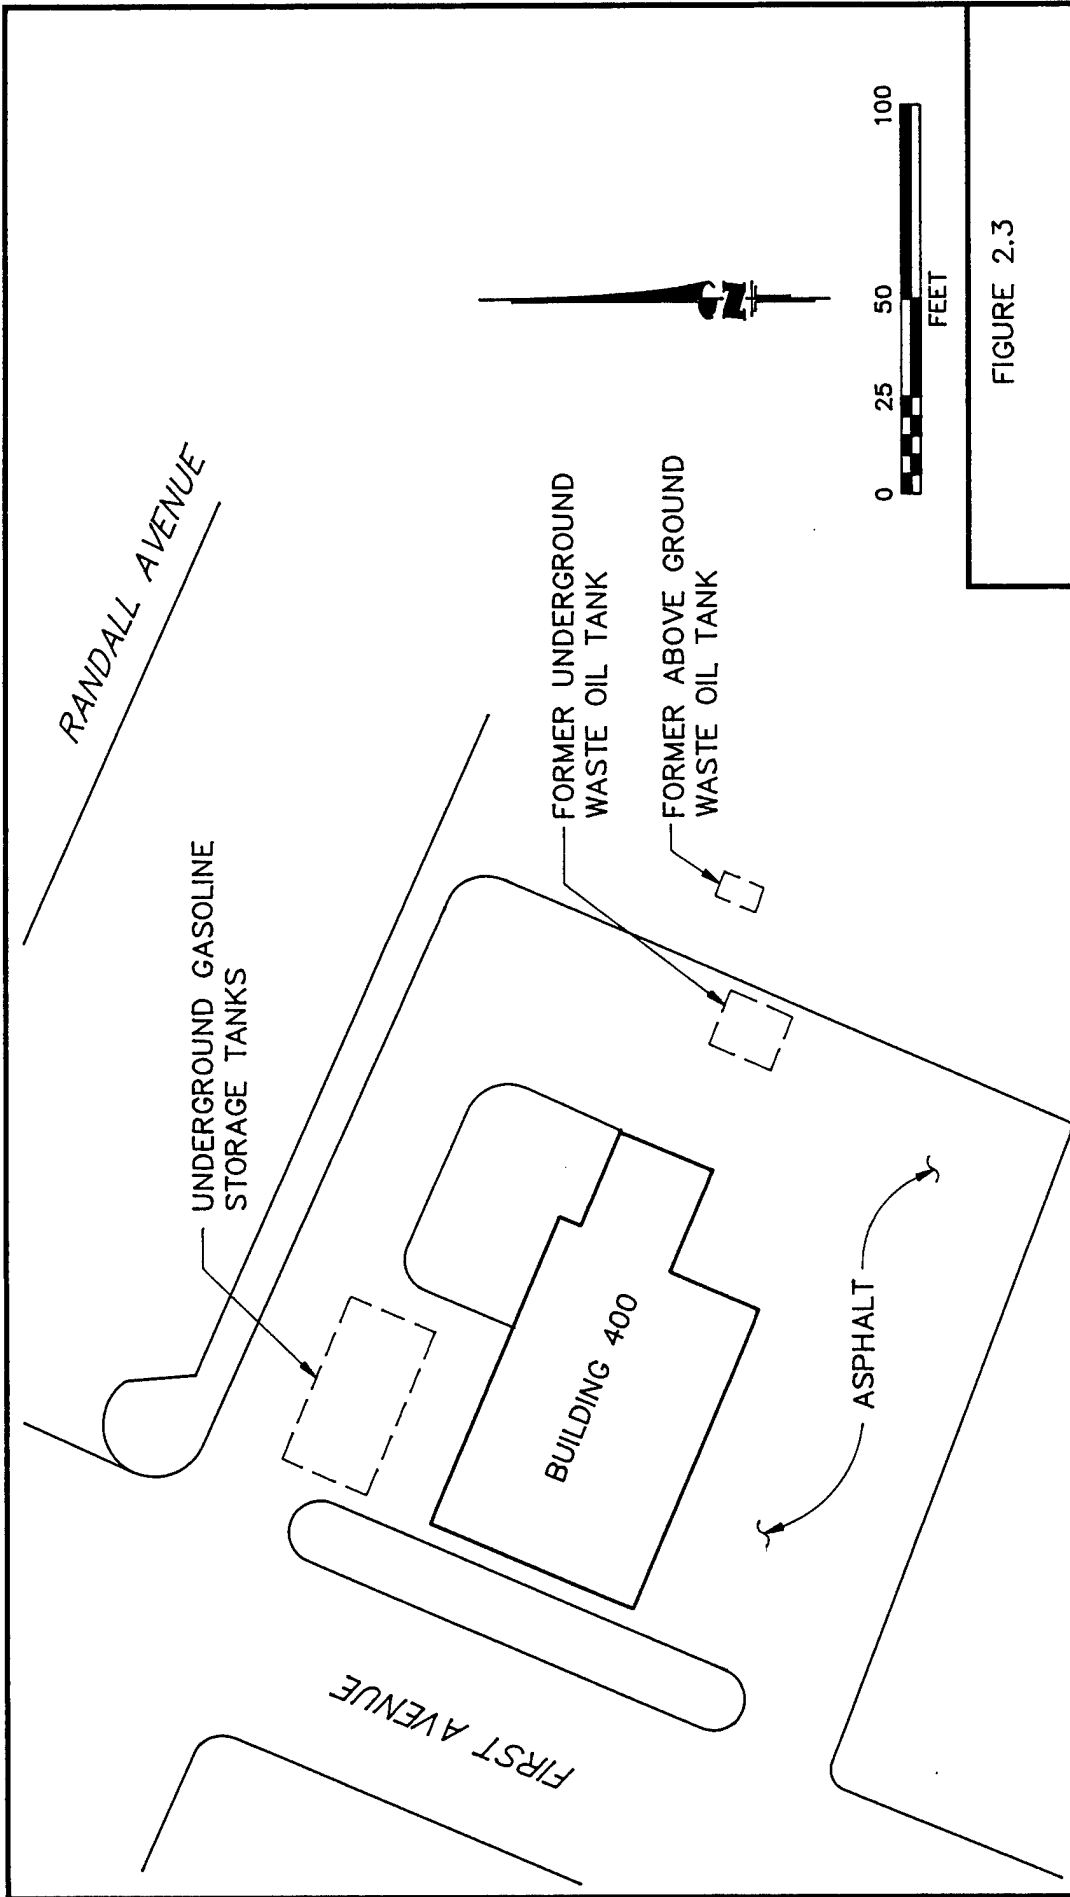 RANDALL AVENUE
UNDERGROUND GASOLINE
STORAGE TANKS
FORMER UNDERGROUND
WASTE OIL TANK
FORMER ABOVE GROUND
WASTE OIL TANK
BUILDING 400
FIRST AVENUE
ASPHALT
N
0 25 50 100
FEET
FIGURE 2.3